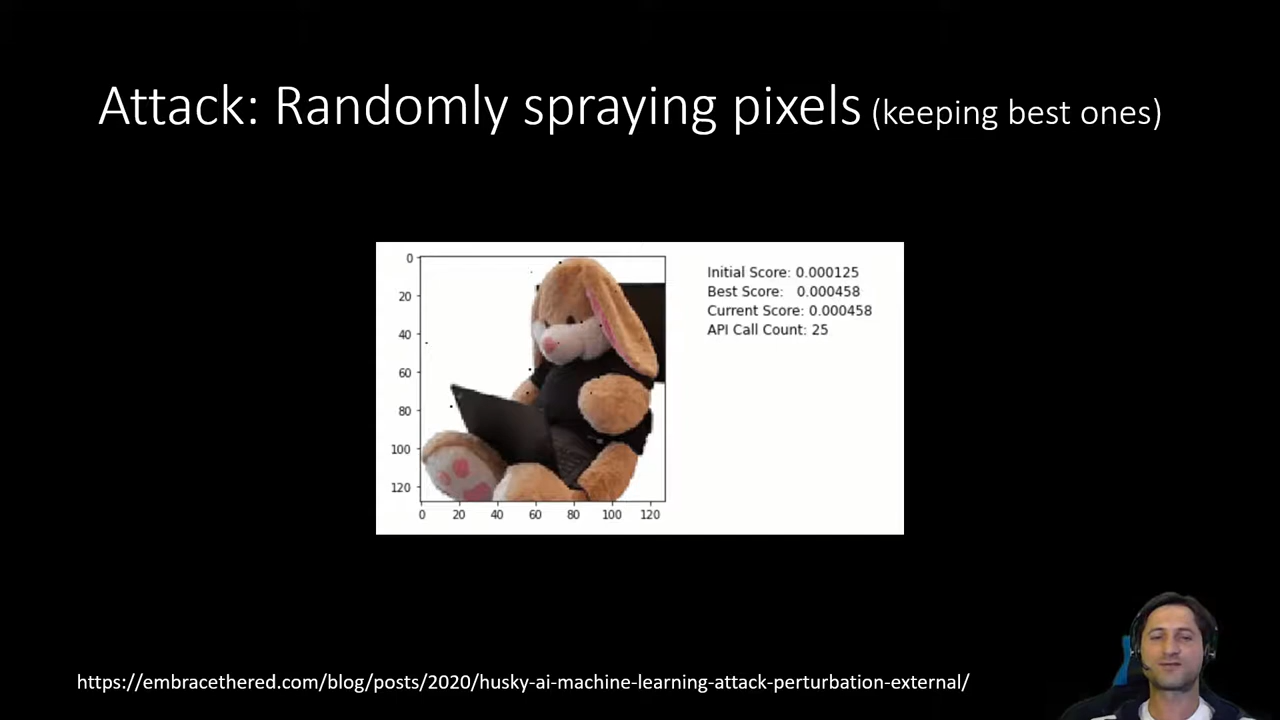 Attack: Randomly spraying pixels (keeping best ones)
0
20
40
60
80
100
120
0 20 40 60 80 100 120
Initial Score: 0.000125
Best Score: 0.000458
Current Score: 0.000458
API Call Count: 25
https://embracethered.com/blog/posts/2020/husky-ai-machine-learning-attack-perturbation-external/